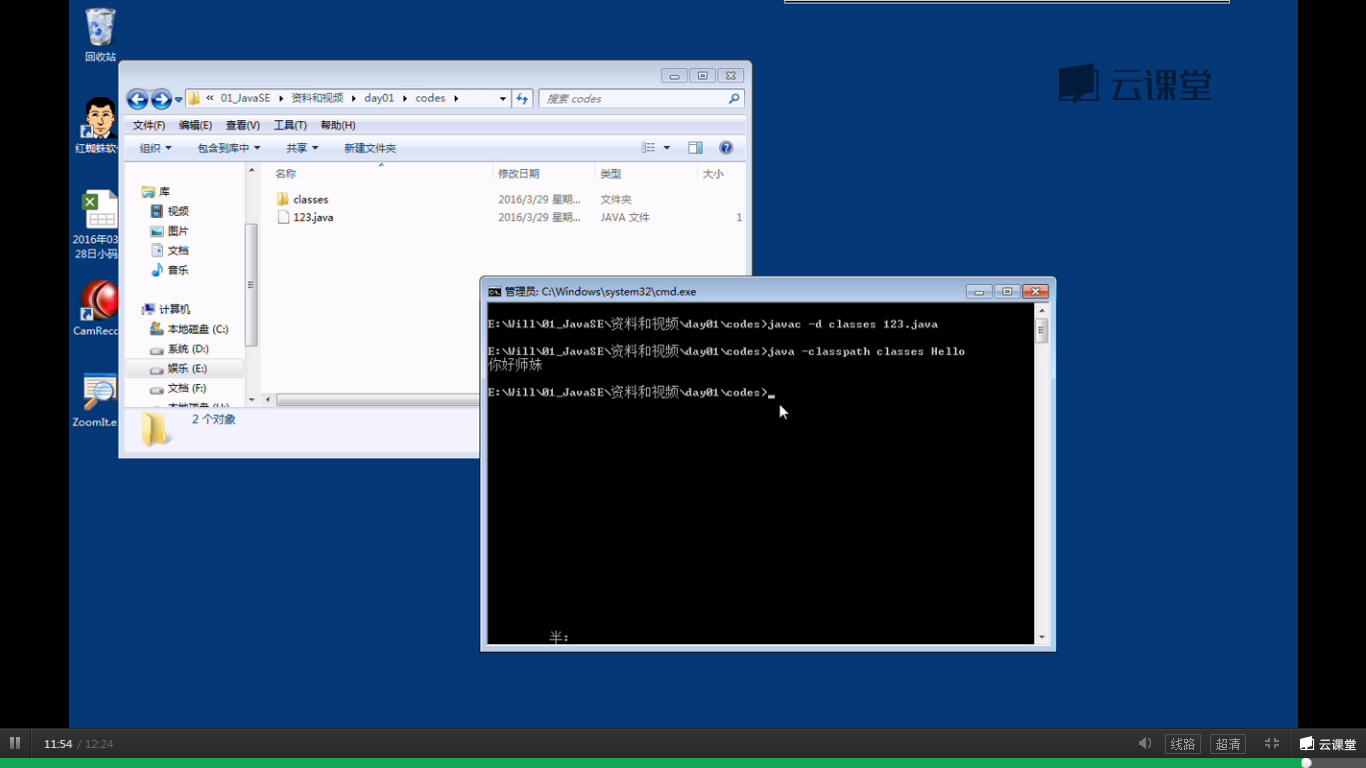 回收站
云课堂
« 01_JavaSE 资料和视频 day01 codes
搜索 codes
文件(F) 编辑(E) 查看(V) 工具(T) 帮助(H)
组织 包含到库中 共享 新建文件夹
名称 修改日期 类型 大小
库
视频
图片
文档
音乐
计算机
本地磁盘 (C:)
系统 (D:)
娱乐 (E:)
文档 (F:)
classes 2016/3/29 星期... 文件夹
123.java 2016/3/29 星期... JAVA 文件 1
2 个对象
红蜘蛛软
2016年03
28日小码
CamRecc
ZoomIt.e
管理员: C:\Windows\system32\cmd.exe
E:\Will\01_JavaSE\资料和视频\day01\codes>javac -d classes 123.java
E:\Will\01_JavaSE\资料和视频\day01\codes>java -classpath classes Hello
你好师妹
E:\Will\01_JavaSE\资料和视频\day01\codes>
半:
11:54 / 12:24
线路 超清 云课堂